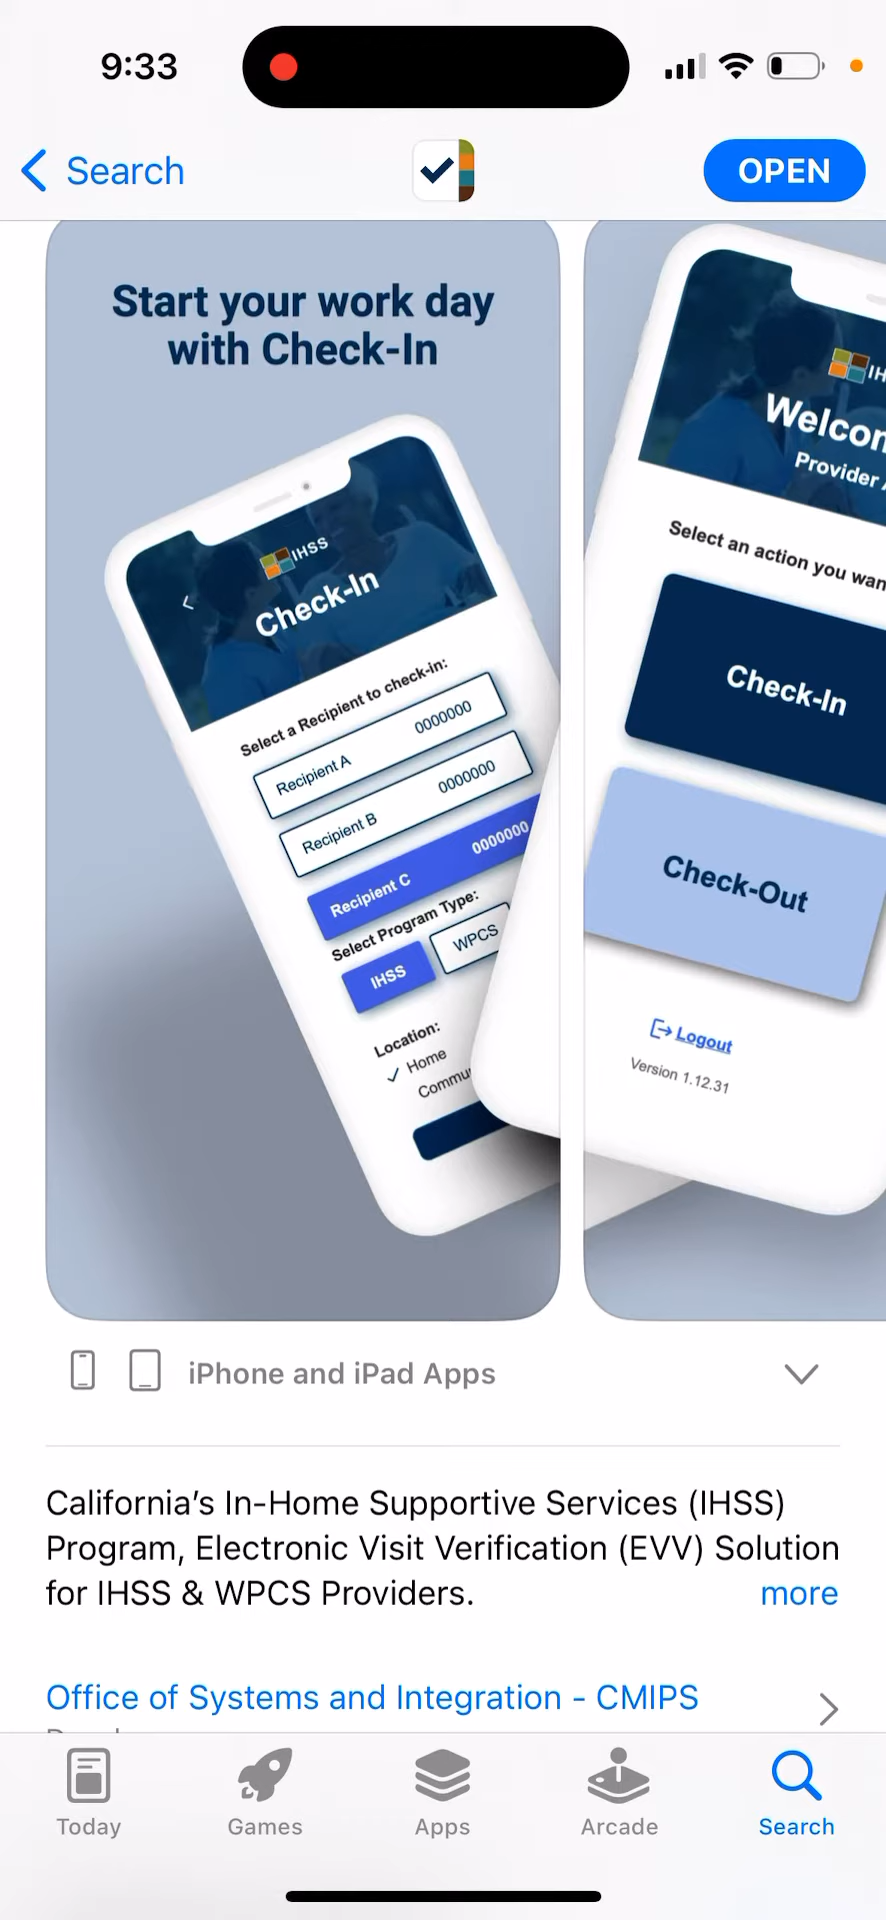 9:33
Search
OPEN
Start your work day
with Check-In
IHSS
Check-In
Select a Recipient to check-in:
Recipient A 0000000
Recipient B 0000000
Recipient C 0000000
Select Program Type:
IHSS WPCS
Location:
Home
IH
Provider
Select an action you wan
Check-In
Check-Out
Logout
Version 1.12.31
iPhone and iPad Apps
California’s In-Home Supportive Services (IHSS)
Program, Electronic Visit Verification (EVV) Solution
for IHSS & WPCS Providers.
more
Office of Systems and Integration - CMIPS
Today
Games
Apps
Arcade
Search